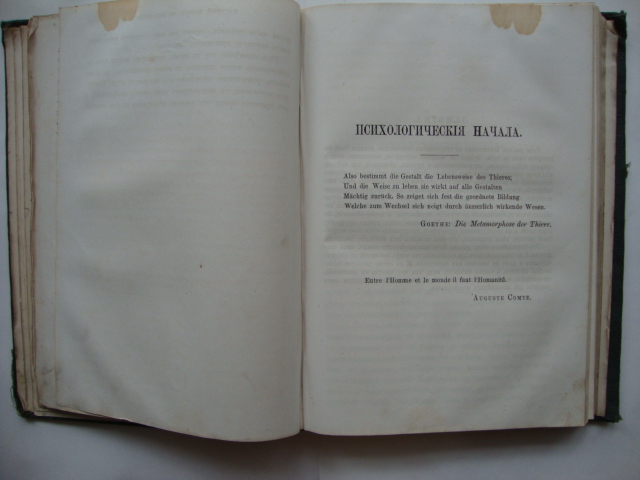 ПСИХОЛОГИЧЕСКІЯ НАЧАЛА.
Also bestimmt die Gestalt die Lebensweise des Thieres;
Und die Weise zu leben zie wirkt auf alle Gestalten
Mächtig zurück. So zeiget sich fest die geordnete Bildung
Welche zum Wechsel sich neigt durch äusserlich wirkende Wesen.
GOETHE: Die Metamorphose der Thiere.
Entre l'Homme et le monde il faut l'Humanité.
AUGUSTE COMTE.